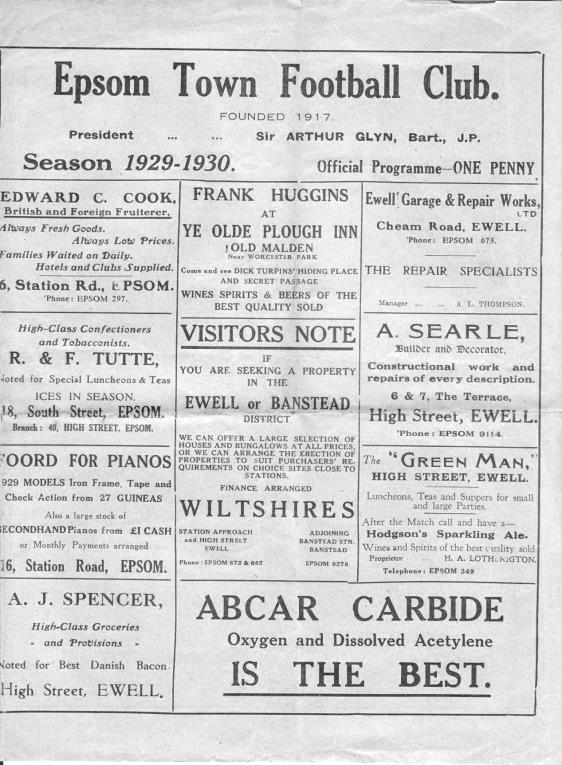 Epsom Town Football Club.
FOUNDED 1917.
President ... ... Sir ARTHUR GLYN, Bart., J.P.
Season 1929-1930. Official Programme—ONE PENNY
EDWARD C. COOK,
British and Foreign Fruiterer,
Always Fresh Goods.
Always Low Prices.
Families Waited on Daily.
Hotels and Clubs Supplied.
6, Station Rd., EPSOM.
'Phone: EPSOM 297.
High-Class Confectioners
and Tobacconists.
R. & F. TUTTE,
Noted for Special Luncheons & Teas
ICES IN SEASON.
18, South Street, EPSOM.
Branch: 40, HIGH STREET. EPSOM.
FOORD FOR PIANOS
1929 MODELS Iron Frame, Tape and
Check Action from 27 GUINEAS
Also a large stock of
SECONDHAND Pianos from £1 CASH
or Monthly Payments arranged
16, Station Road, EPSOM.
A. J. SPENCER,
High-Class Groceries
- and Provisions -
Noted for Best Danish Bacon
High Street, EWELL.
FRANK HUGGINS
AT
YE OLDE PLOUGH INN
OLD MALDEN
Near WORCESTER PARK
Come and see DICK TURPINS' HIDING PLACE
AND SECRET PASSAGE
WINES SPIRITS & BEERS OF THE
BEST QUALITY SOLD
VISITORS NOTE
IF
YOU ARE SEEKING A PROPERTY
IN THE
EWELL or BANSTEAD
DISTRICT
WE CAN OFFER A LARGE SELECTION OF
HOUSES AND BUNGALOWS AT ALL PRICES,
OR WE CAN ARRANGE THE ERECTION OF
PROPERTIES TO SUIT PURCHASERS' RE-
QUIREMENTS ON CHOICE SITES CLOSE TO
STATIONS.
FINANCE ARRANGED
WILTSHIRES
STATION APPROACH
and HIGH STREET
EWELL
Phone: EPSOM 672 & 665
ADJOINING
BANSTEAD STN.
BANSTEAD
EPSOM 9276
Ewell Garage & Repair Works,
LTD
Cheam Road, EWELL.
'Phone: EPSOM 675.
THE REPAIR SPECIALISTS
Manager ... ... A. L. THOMPSON.
A. SEARLE,
Builder and Decorator,
Constructional work and
repairs of every description.
6 & 7, The Terrace,
High Street, EWELL.
'Phone: EPSOM 9114.
The "GREEN MAN,"
HIGH STREET, EWELL.
Luncheons, Teas and Suppers for small
and large Parties.
After the Match call and have a—
Hodgson's Sparkling Ale.
Wines and Spirits of the best quality sold
Proprietor - H. A.
Telephone: EPSOM 349
ABCAR CARBIDE
Oxygen and Dissolved Acetylene
IS THE BEST.